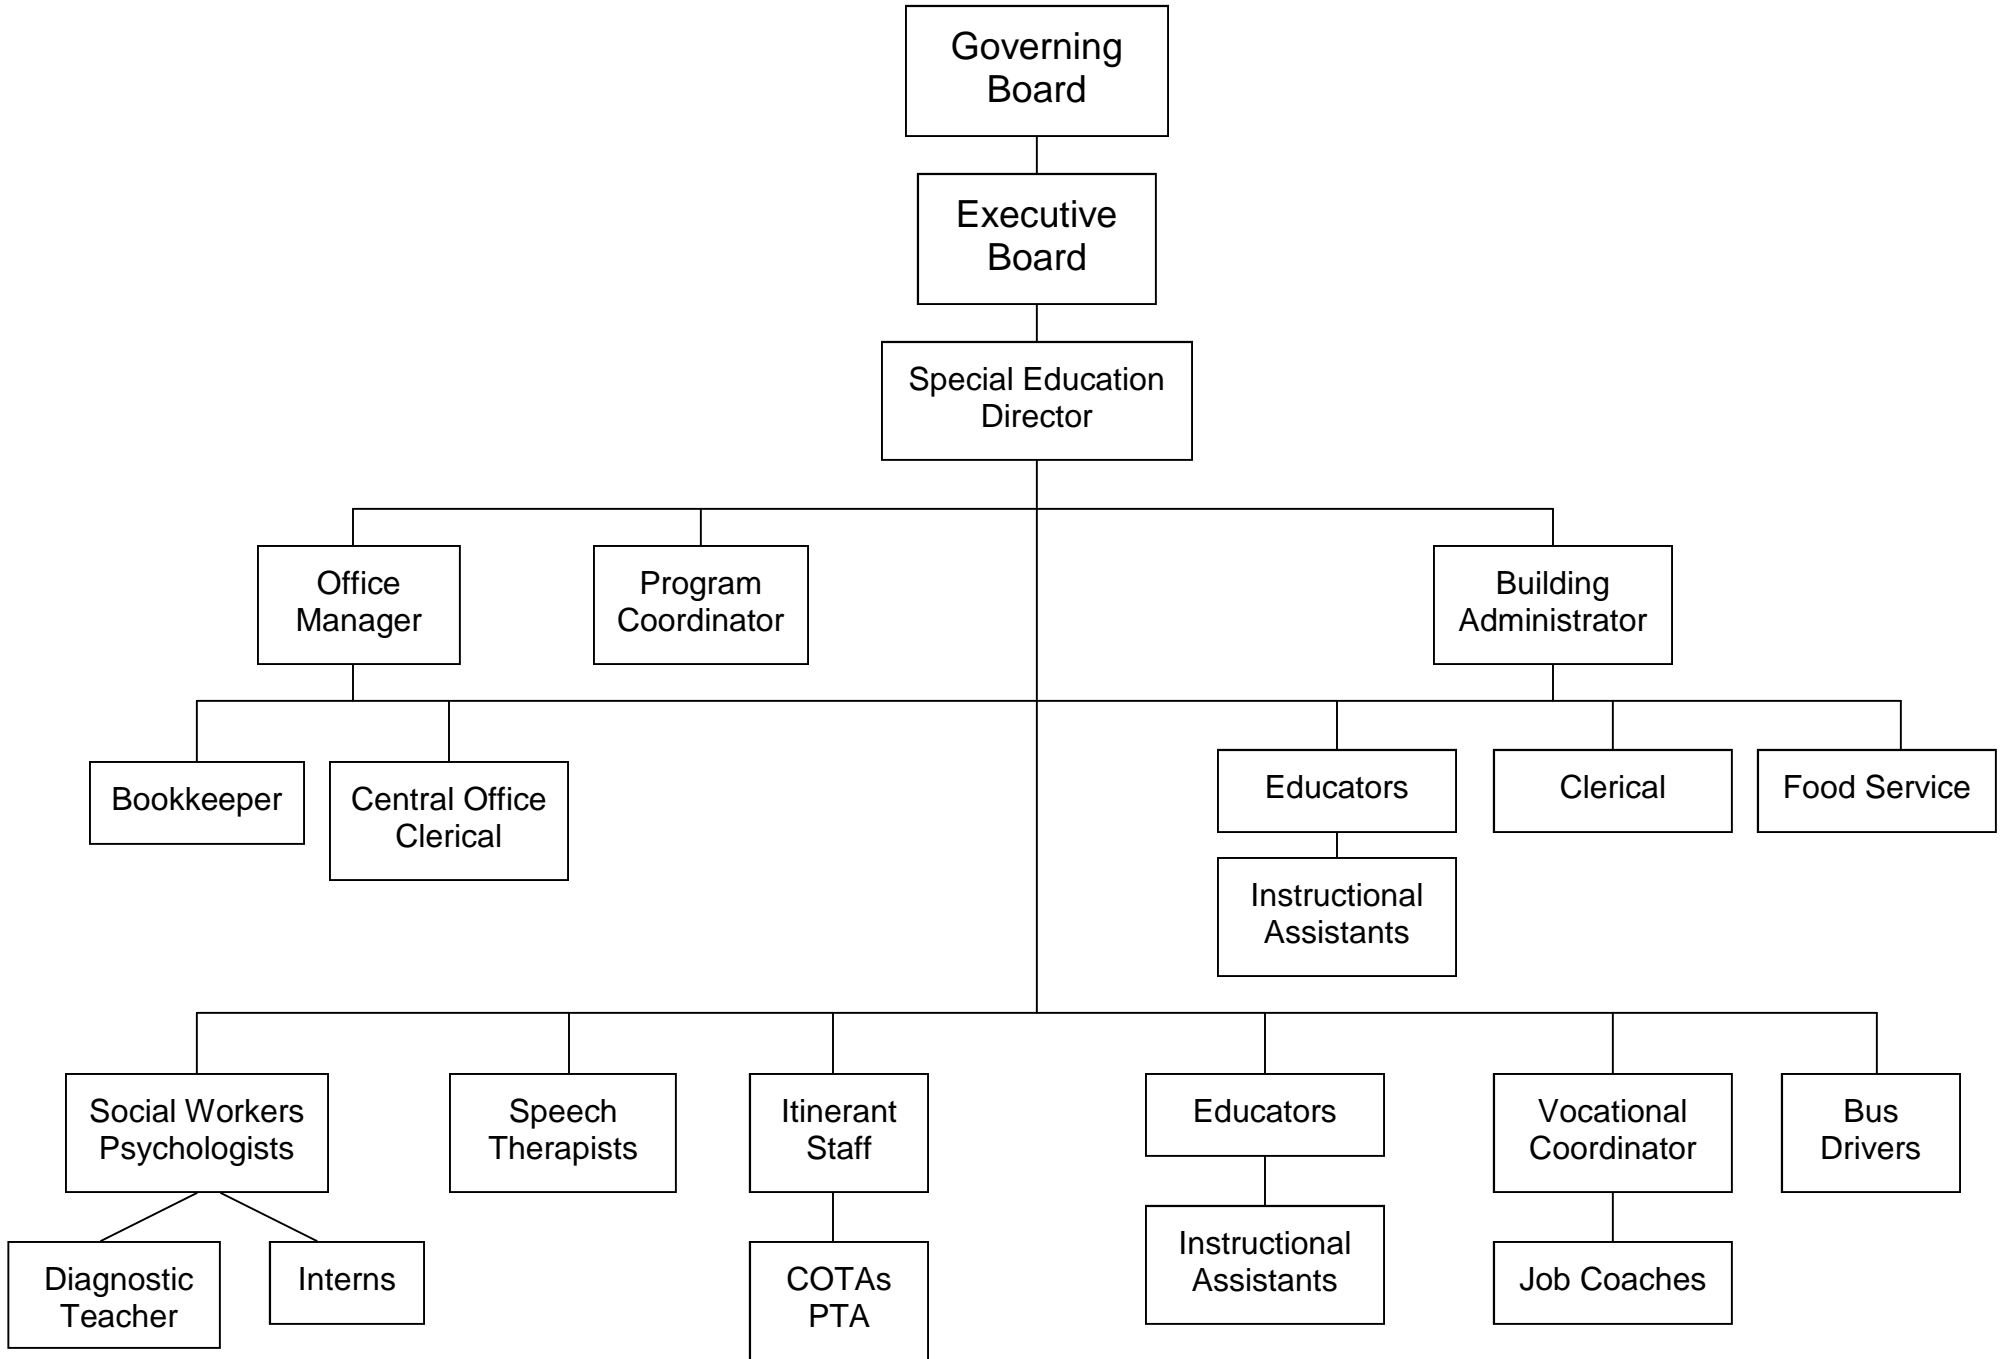 Governing
Board
Executive
Board
Special Education
Director
Office
Manager
Program
Coordinator
Building
Administrator
Bookkeeper
Central Office
Clerical
Educators
Clerical
Food Service
Instructional
Assistants
Social Workers
Psychologists
Speech
Therapists
Itinerant
Staff
Educators
Vocational
Coordinator
Bus
Drivers
Diagnostic
Teacher
Interns
COTAs
PTA
Instructional
Assistants
Job Coaches